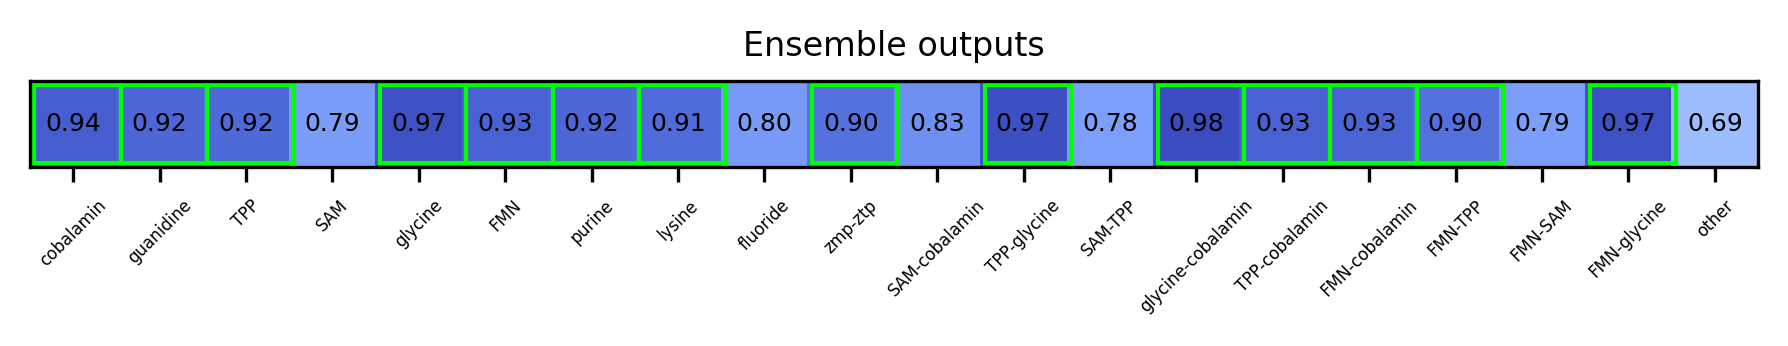 Ensemble outputs
0.94 0.92 0.92 0.79 0.97 0.93 0.92 0.91 0.80 0.90 0.83 0.97 0.78 0.98 0.93 0.93 0.90 0.79 0.97 0.69
cobalamin guanidine TPP SAM glycine FMN purine lysine fluoride zmp-ztp SAM-cobalamin TPP-glycine SAM-TPP glycine-cobalamin TPP-cobalamin FMN-cobalamin FMN-TPP FMN-SAM FMN-glycine other